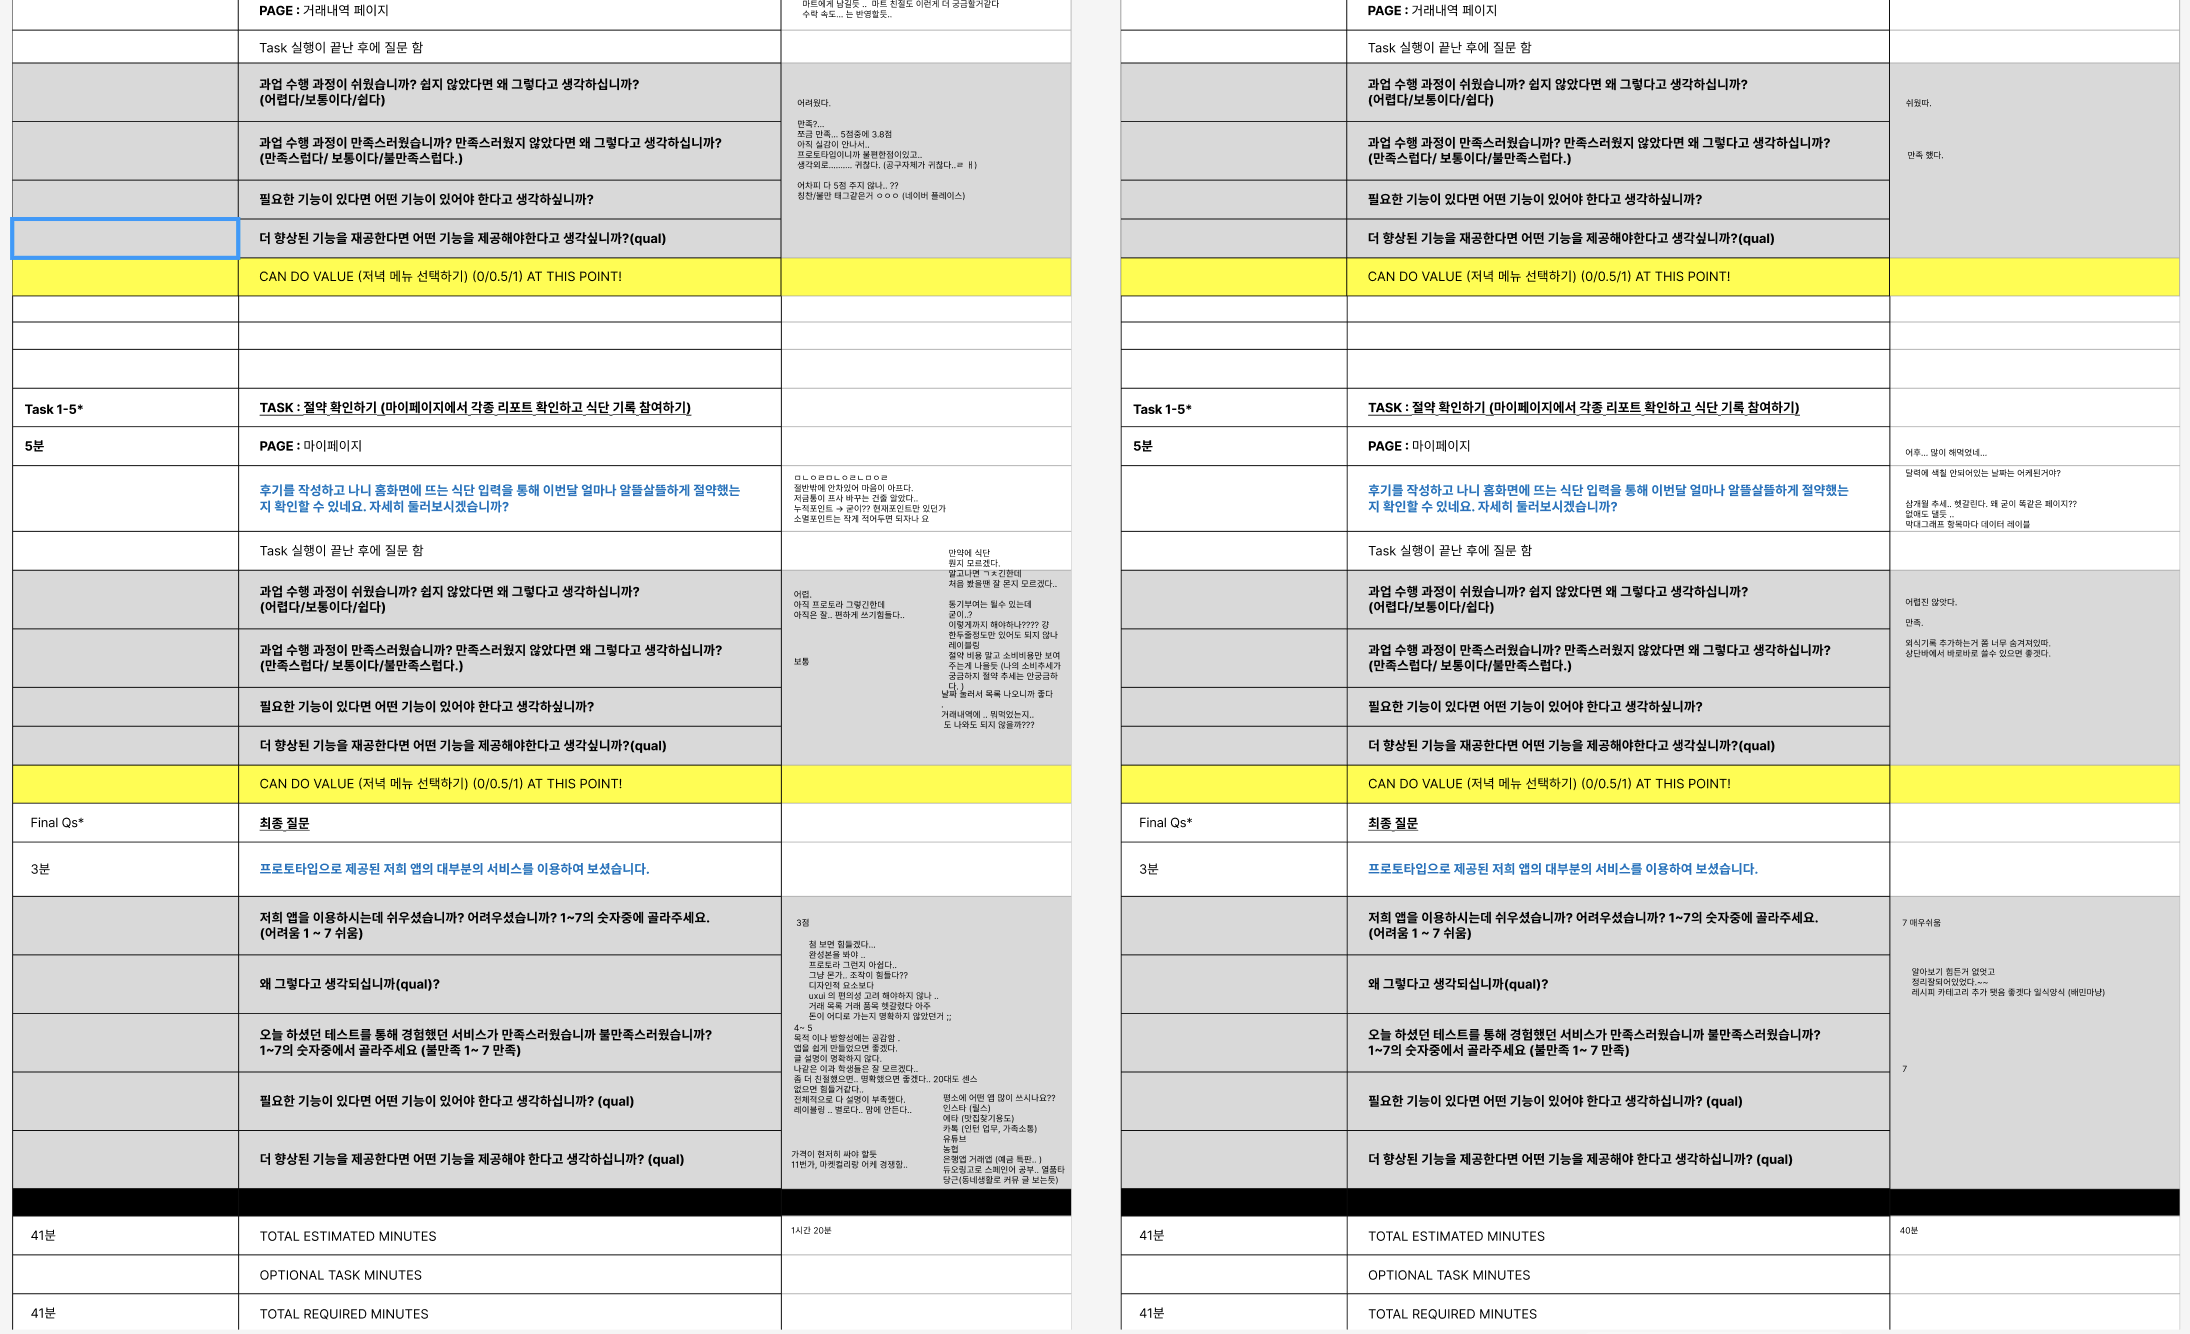 PAGE : 거래내역 페이지
마트에게 남길듯 .. 마트 친절도 이런게 더 궁금할거같다
수락 속도... 는 반영할듯..
Task 실행이 끝난 후에 질문 함
과업 수행 과정이 쉬웠습니까? 쉽지 않았다면 왜 그렇다고 생각하십니까?
(어렵다/보통이다/쉽다)
과업 수행 과정이 만족스러웠습니까? 만족스러웠지 않았다면 왜 그렇다고 생각하십니까?
(만족스럽다/ 보통이다/불만족스럽다.)
필요한 기능이 있다면 어떤 기능이 있어야 한다고 생각하싶니까?
더 향상된 기능을 재공한다면 어떤 기능을 제공해야한다고 생각싶니까?(qual)
어려웠다.
만족?...
쪼금 만족... 5점중에 3.8점
아직 실감이 안나서..
프로토타입이니까 불편한점이있고..
생각외로.......... 귀찮다. (공구자체가 귀찮다..ㄹ ㅐ)
어차피 다 5점 주지 않나.. ??
칭찬/불만 태그같은거 ㅇㅇㅇ (네이버 플레이스)
CAN DO VALUE (저녁 메뉴 선택하기) (0/0.5/1) AT THIS POINT!
Task 1-5*
TASK : 절약 확인하기 (마이페이지에서 각종 리포트 확인하고 식단 기록 참여하기)
5분
PAGE : 마이페이지
후기를 작성하고 나니 홈화면에 뜨는 식단 입력을 통해 이번달 얼마나 알뜰살뜰하게 절약했는
지 확인할 수 있네요. 자세히 둘러보시겠습니까?
ㅁㄴㅇㄹㅁㄴㅇㄹㄴㅁㅇㄹ
절반밖에 안차있어 마음이 아프다.
저금통이 프사 바꾸는 건줄 알았다..
누적포인트 → 굳이?? 현재포인트만 있던가
소멸포인트는 작게 적어두면 되자나 요
Task 실행이 끝난 후에 질문 함
과업 수행 과정이 쉬웠습니까? 쉽지 않았다면 왜 그렇다고 생각하십니까?
(어렵다/보통이다/쉽다)
과업 수행 과정이 만족스러웠습니까? 만족스러웠지 않았다면 왜 그렇다고 생각하십니까?
(만족스럽다/ 보통이다/불만족스럽다.)
필요한 기능이 있다면 어떤 기능이 있어야 한다고 생각하싶니까?
더 향상된 기능을 재공한다면 어떤 기능을 제공해야한다고 생각싶니까?(qual)
어렵.
아직 프로토라 그렇긴한데
아직은 잘.. 편하게 쓰기힘들다..
보통
만약에 식단
뭔지 모르겠다.
알고나면 ㄱㅊ긴한데
처음 봤을땐 잘 몬지 모르겠다..
동기부여는 될수 있는데
굳이..?
이렇게까지 해야하나???? 걍
한두줄정도만 있어도 되지 않나
레이블링
절약 비용 말고 소비비용만 보여
주는게 나을듯 (나의 소비추세가
궁금하지 절약 추세는 안궁금하
다. )
날짜 눌러서 목록 나오니까 좋다
.
거래내역에 .. 뭐먹었는지..
도 나와도 되지 않을까???
CAN DO VALUE (저녁 메뉴 선택하기) (0/0.5/1) AT THIS POINT!
Final Qs*
최종 질문
3분
프로토타입으로 제공된 저희 앱의 대부분의 서비스를 이용하여 보셨습니다.
저희 앱을 이용하시는데 쉬우셨습니까? 어려우셨습니까? 1~7의 숫자중에 골라주세요.
(어려움 1 ~ 7 쉬움)
왜 그렇다고 생각되십니까(qual)?
오늘 하셨던 테스트를 통해 경험했던 서비스가 만족스러웠습니까 불만족스러웠습니까?
1~7의 숫자중에서 골라주세요 (불만족 1~ 7 만족)
필요한 기능이 있다면 어떤 기능이 있어야 한다고 생각하십니까? (qual)
더 향상된 기능을 제공한다면 어떤 기능을 제공해야 한다고 생각하십니까? (qual)
3점
첨 보면 힘들겠다...
완성본을 봐야 ..
프로토라 그런지 아쉽다..
그냥 몬가.. 조작이 힘들다??
디자인적 요소보다
uxui 의 편의성 고려 해야하지 않나 ..
거래 목록 거래 품목 헷갈렸다 아주
돈이 어디로 가는지 명확하지 않았던거 ;;
4~ 5
목적 이나 방향성에는 공감함 .
앱을 쉽게 만들었으면 좋겠다.
글 설명이 명확하지 않다.
나같은 이과 학생들은 잘 모르겠다..
좀 더 친절했으면.. 명확했으면 좋겠다.. 20대도 센스
없으면 힘들거같다..
전체적으로 다 설명이 부족했다.
레이블링 .. 별로다.. 맘에 안든다..
가격이 현저히 싸야 할듯
11번가, 마켓컬리랑 어케 경쟁함..
평소에 어떤 앱 많이 쓰시나요??
인스타 (릴스)
에타 (맛집찾기용도)
카톡 (인턴 업무, 가족소통)
유튜브
농협
은행앱 거래앱 (예금 특판.. )
듀오링고로 스페인어 공부.. 열품타
당근(동네생활로 커뮤 글 보는듯)
41분
TOTAL ESTIMATED MINUTES
1시간 20분
OPTIONAL TASK MINUTES
41분
TOTAL REQUIRED MINUTES
PAGE : 거래내역 페이지
Task 실행이 끝난 후에 질문 함
과업 수행 과정이 쉬웠습니까? 쉽지 않았다면 왜 그렇다고 생각하십니까?
(어렵다/보통이다/쉽다)
과업 수행 과정이 만족스러웠습니까? 만족스러웠지 않았다면 왜 그렇다고 생각하십니까?
(만족스럽다/ 보통이다/불만족스럽다.)
필요한 기능이 있다면 어떤 기능이 있어야 한다고 생각하싶니까?
더 향상된 기능을 재공한다면 어떤 기능을 제공해야한다고 생각싶니까?(qual)
쉬웠따.
만족 했다.
CAN DO VALUE (저녁 메뉴 선택하기) (0/0.5/1) AT THIS POINT!
Task 1-5*
TASK : 절약 확인하기 (마이페이지에서 각종 리포트 확인하고 식단 기록 참여하기)
5분
PAGE : 마이페이지
후기를 작성하고 나니 홈화면에 뜨는 식단 입력을 통해 이번달 얼마나 알뜰살뜰하게 절약했는
지 확인할 수 있네요. 자세히 둘러보시겠습니까?
어후... 많이 해먹었네...
달력에 색칠 안되어있는 날짜는 어케된거야?
삼개월 추세.. 헷갈린다. 왜 굳이 똑같은 페이지??
없애도 댈듯 ..
막대그래프 항목마다 데이터 레이블
Task 실행이 끝난 후에 질문 함
과업 수행 과정이 쉬웠습니까? 쉽지 않았다면 왜 그렇다고 생각하십니까?
(어렵다/보통이다/쉽다)
과업 수행 과정이 만족스러웠습니까? 만족스러웠지 않았다면 왜 그렇다고 생각하십니까?
(만족스럽다/ 보통이다/불만족스럽다.)
필요한 기능이 있다면 어떤 기능이 있어야 한다고 생각하싶니까?
더 향상된 기능을 재공한다면 어떤 기능을 제공해야한다고 생각싶니까?(qual)
어렵진 않앗다.
만족.
외식기록 추가하는거 쫌 너무 숨겨져있따.
상단바에서 바로바로 쓸수 있으면 좋겟다.
CAN DO VALUE (저녁 메뉴 선택하기) (0/0.5/1) AT THIS POINT!
Final Qs*
최종 질문
3분
프로토타입으로 제공된 저희 앱의 대부분의 서비스를 이용하여 보셨습니다.
저희 앱을 이용하시는데 쉬우셨습니까? 어려우셨습니까? 1~7의 숫자중에 골라주세요.
(어려움 1 ~ 7 쉬움)
왜 그렇다고 생각되십니까(qual)?
오늘 하셨던 테스트를 통해 경험했던 서비스가 만족스러웠습니까 불만족스러웠습니까?
1~7의 숫자중에서 골라주세요 (불만족 1~ 7 만족)
필요한 기능이 있다면 어떤 기능이 있어야 한다고 생각하십니까? (qual)
더 향상된 기능을 제공한다면 어떤 기능을 제공해야 한다고 생각하십니까? (qual)
7 매우쉬움
알아보기 힘든거 없엇고
정리잘되어있었다.~~
레시피 카테고리 추가 됏음 좋겟다 일식양식 (배민마냥)
7
41분
TOTAL ESTIMATED MINUTES
40분
OPTIONAL TASK MINUTES
41분
TOTAL REQUIRED MINUTES